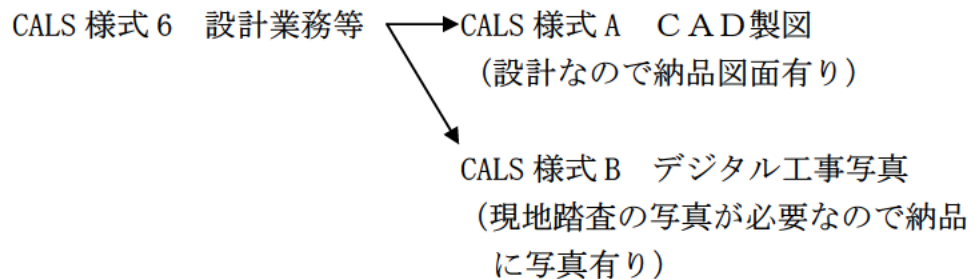 CALS 様式 6　設計業務等
CALS 様式 A　ＣＡＤ製図
（設計なので納品図面有り）
CALS 様式 B　デジタル工事写真
（現地踏査の写真が必要なので納品
に写真有り）